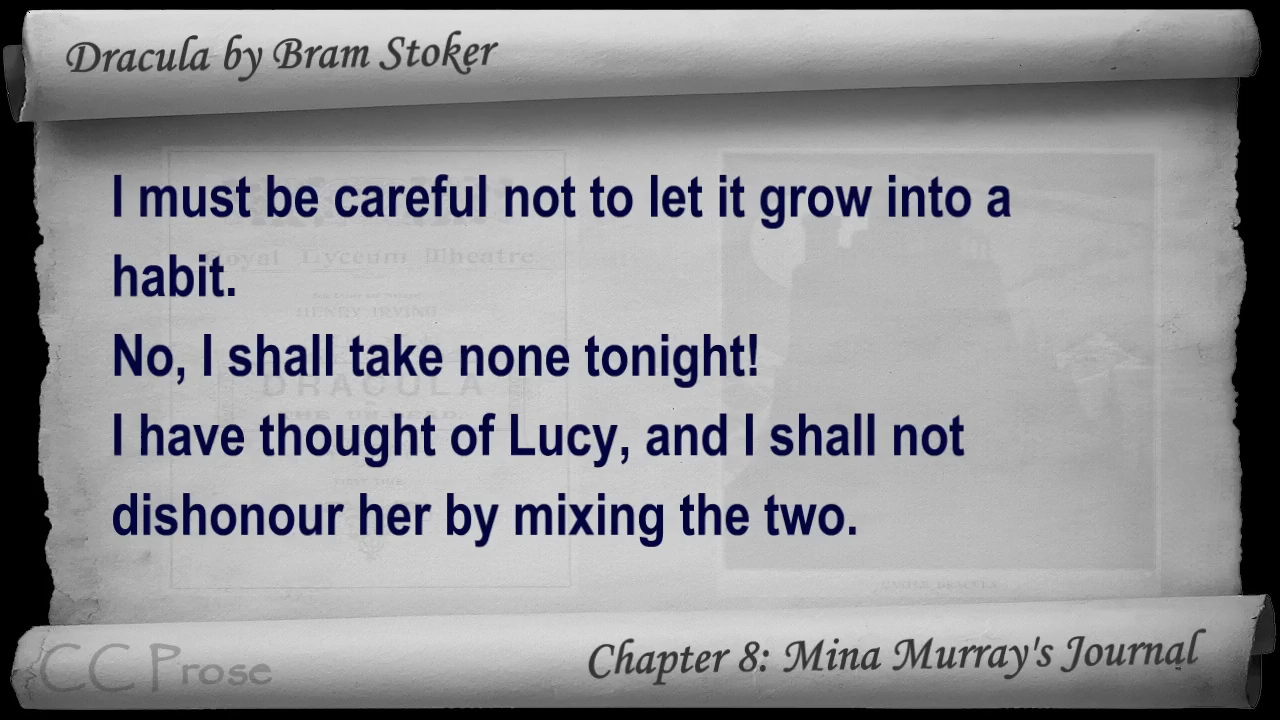 Dracula by Bram Stoker
I must be careful not to let it grow into a
habit.
No, I shall take none tonight!
I have thought of Lucy, and I shall not
dishonour her by mixing the two.
Royal Lyceum Theatre
HENRY IRVING
DRACULA
CC Prose
Chapter 8: Mina Murray's Journal